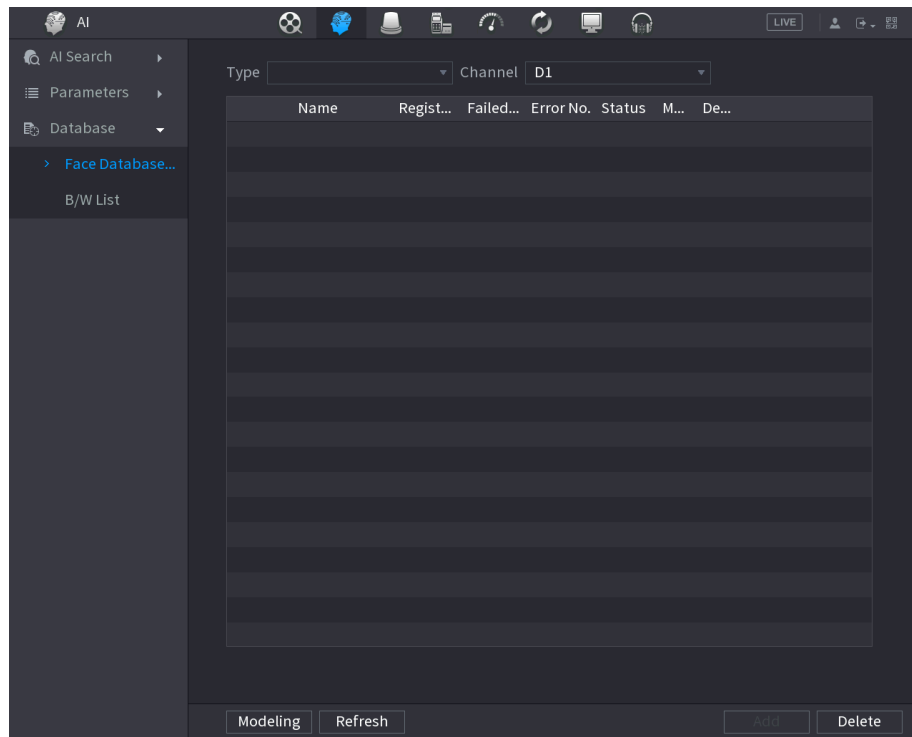 AI LIVE
AI Search
Type Channel D1
Parameters
Name Regist... Failed... Error No. Status M... De...
Database
Face Database...
B/W List
Modeling Refresh Add Delete